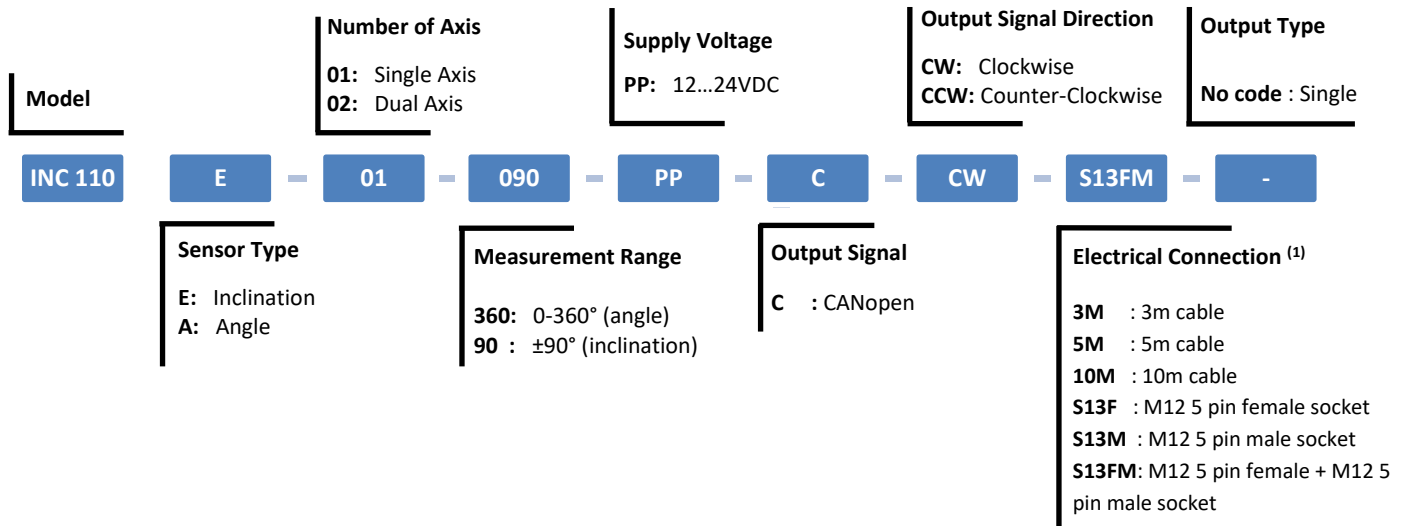 Model
Number of Axis
01: Single Axis
02: Dual Axis
Supply Voltage
PP: 12...24VDC
Output Signal Direction
CW: Clockwise
CCW: Counter-Clockwise
Output Type
No code : Single
INC 110 E - 01 - 090 - PP - C - CW - S13FM - -
Sensor Type
E: Inclination
A: Angle
Measurement Range
360: 0-360° (angle)
90 : ±90° (inclination)
Output Signal
C : CANopen
Electrical Connection (1)
3M : 3m cable
5M : 5m cable
10M : 10m cable
S13F : M12 5 pin female socket
S13M : M12 5 pin male socket
S13FM: M12 5 pin female + M12 5
pin male socket